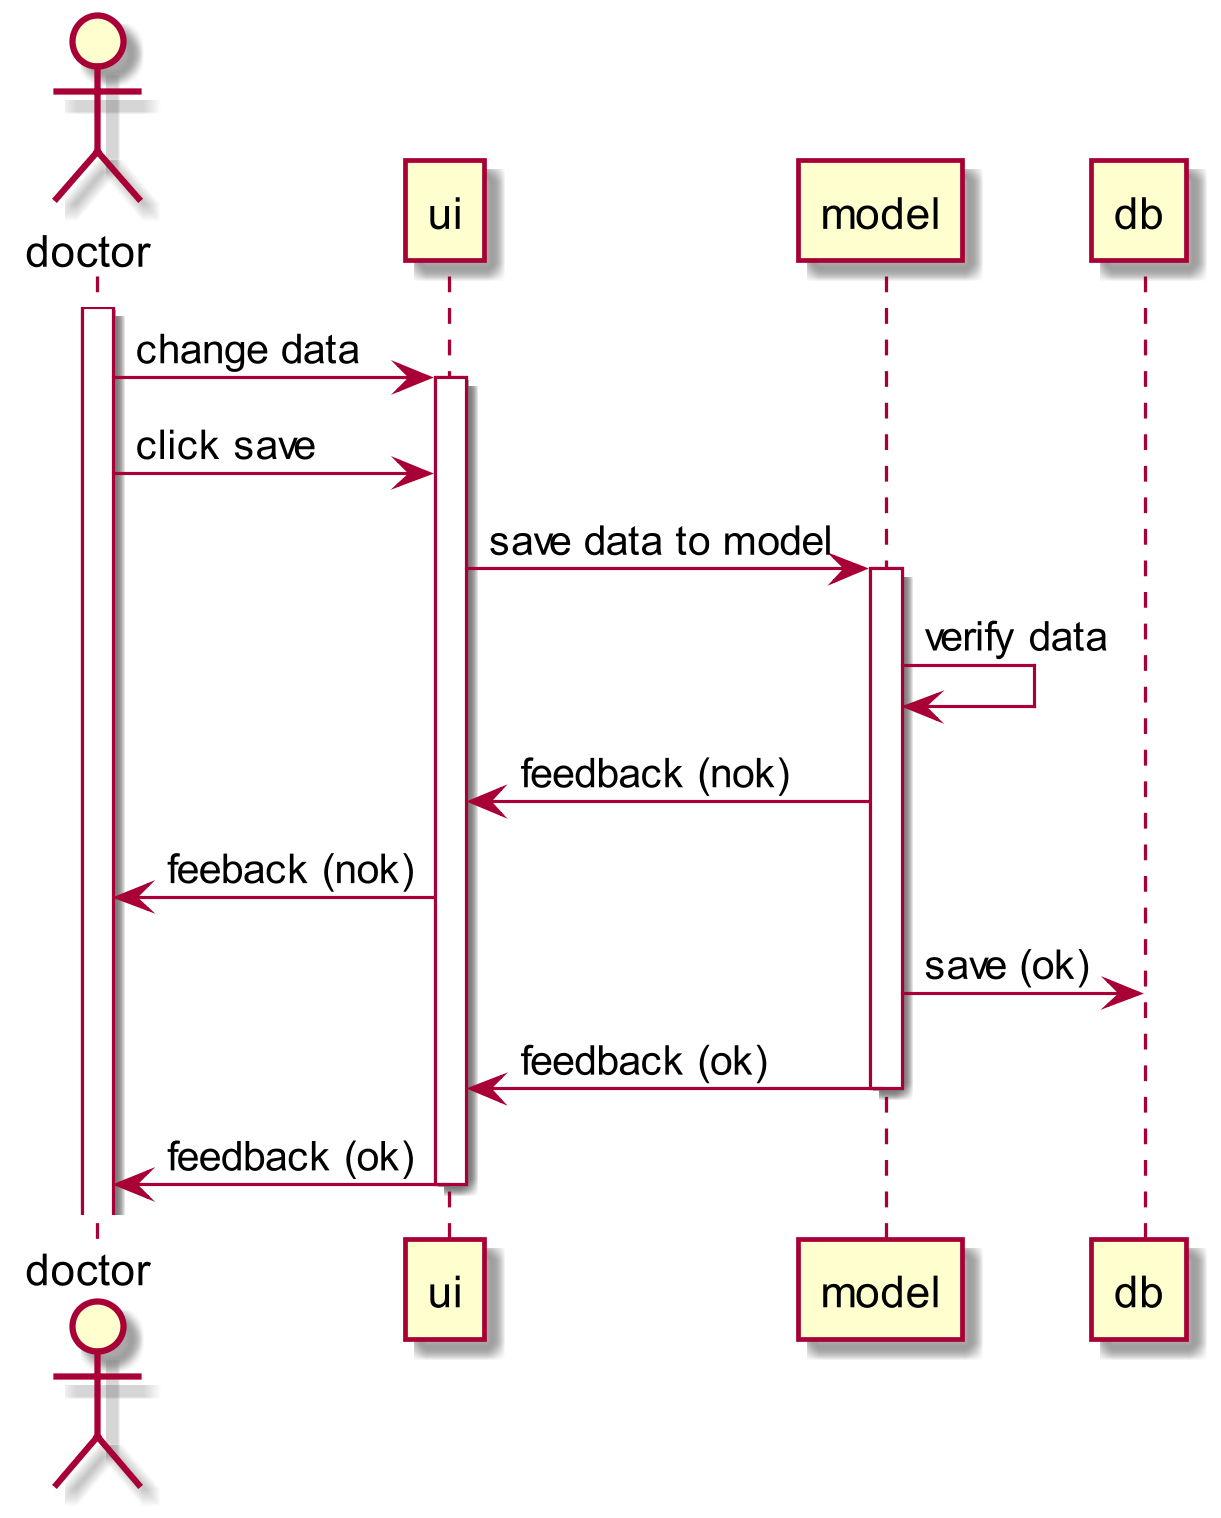 doctor
ui
model
db
change data
click save
save data to model
verify data
feedback (nok)
feeback (nok)
save (ok)
feedback (ok)
feedback (ok)
doctor
ui
model
db